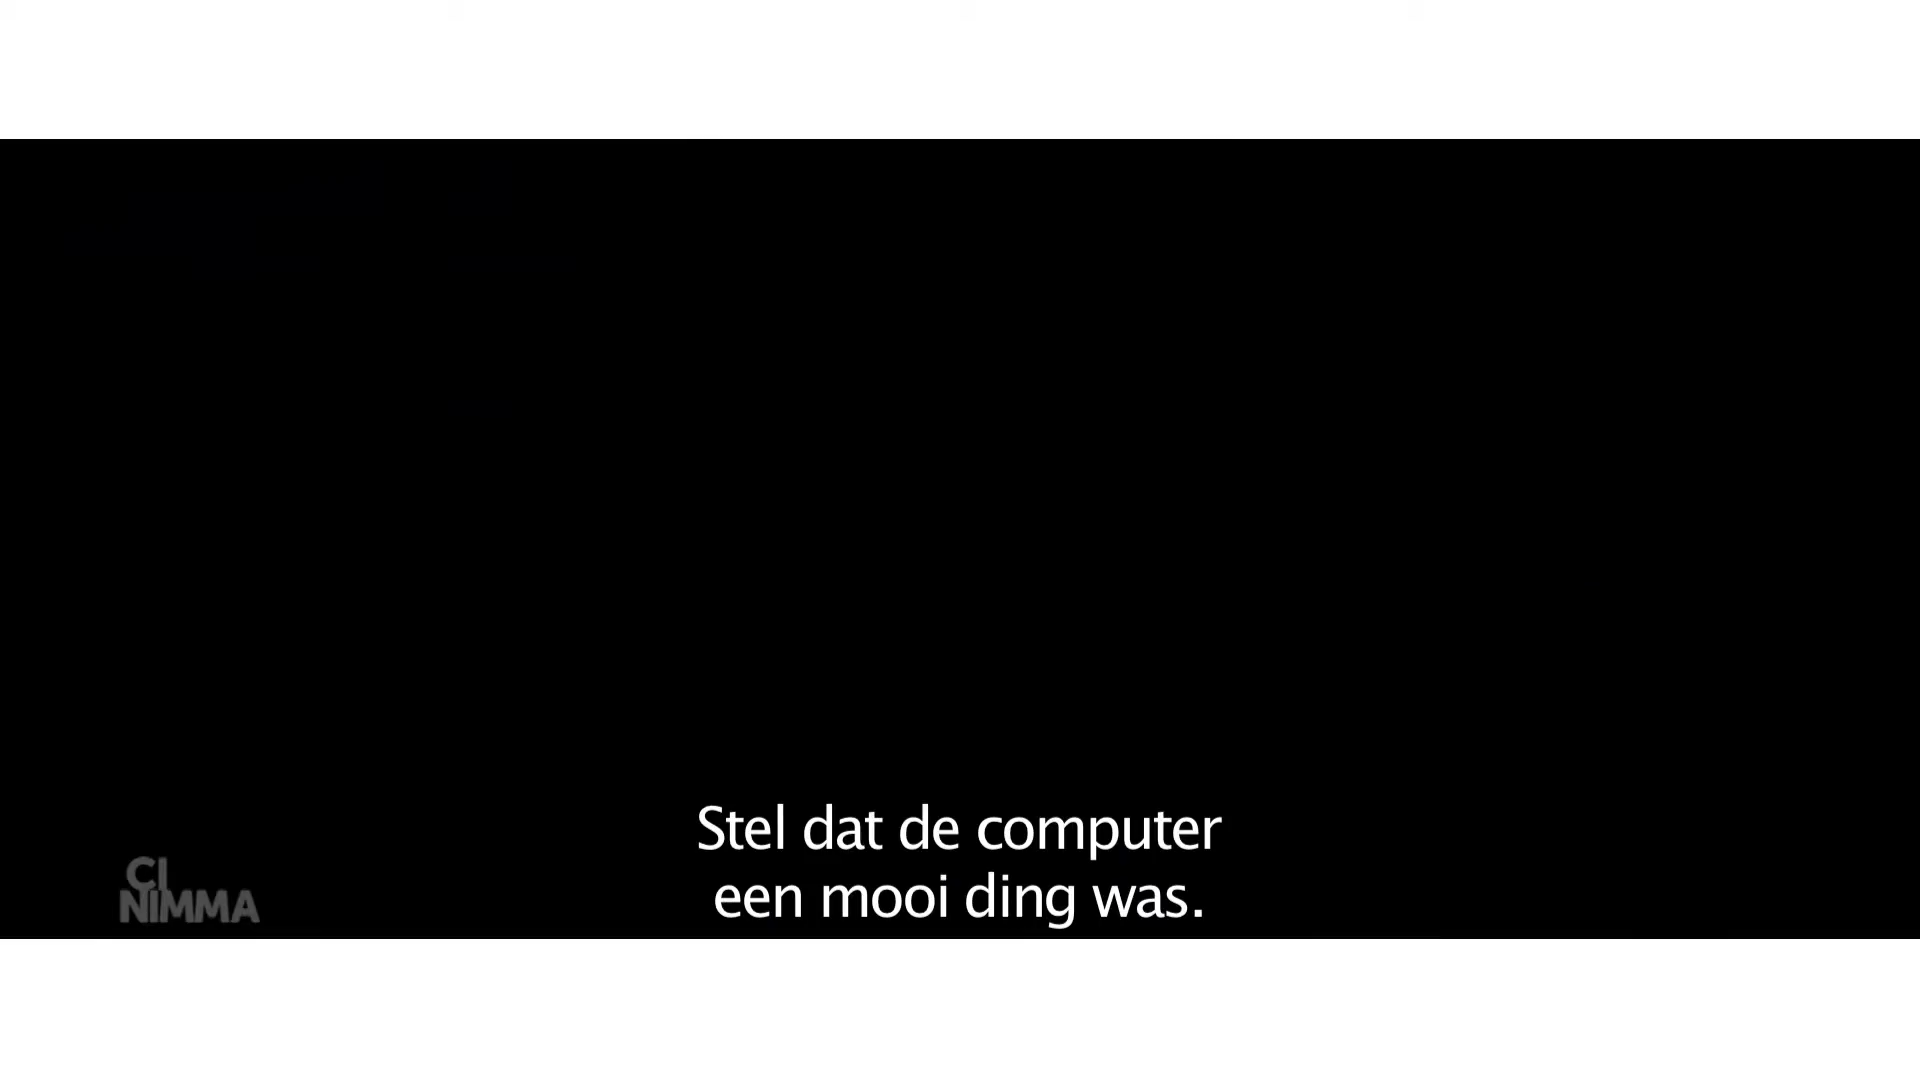 Stel dat de computer
een mooi ding was.
CI
NIMMA